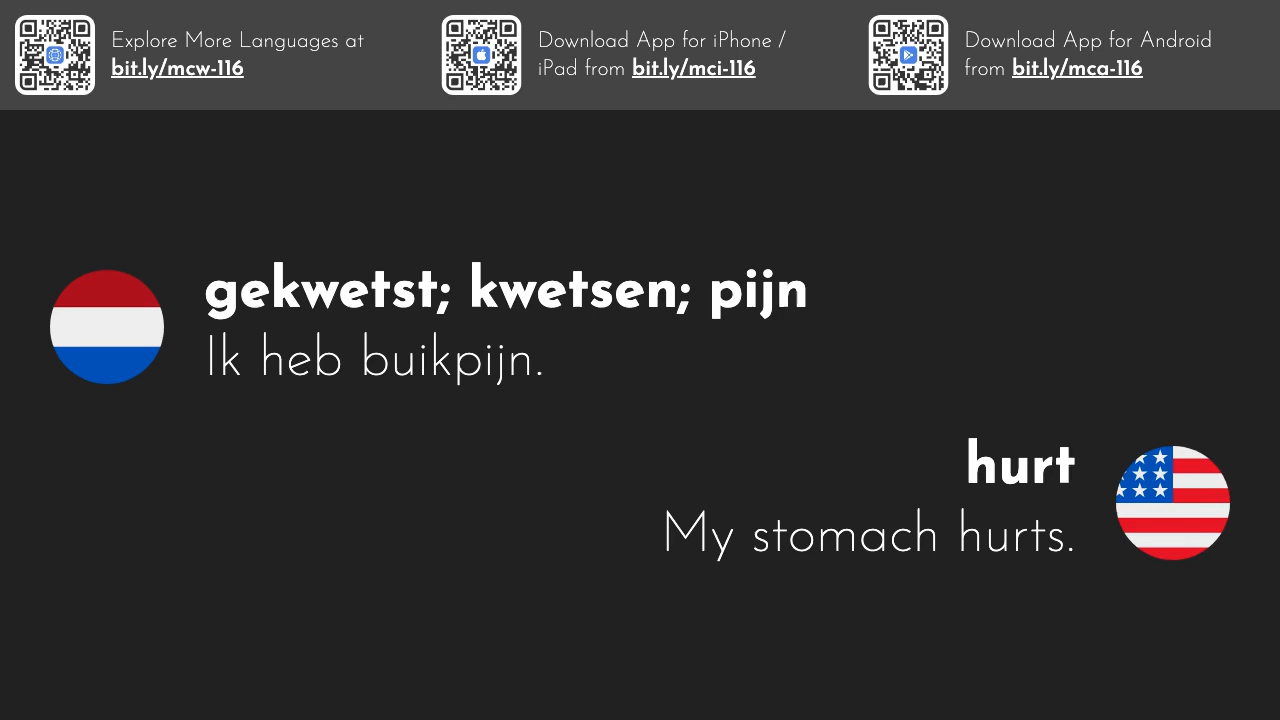 Explore More Languages at
bit.ly/mcw-116
Download App for iPhone /
iPad from bit.ly/mci-116
Download App for Android
from bit.ly/mca-116
gekwetst; kwetsen; pijn
Ik heb buikpijn.
hurt
My stomach hurts.